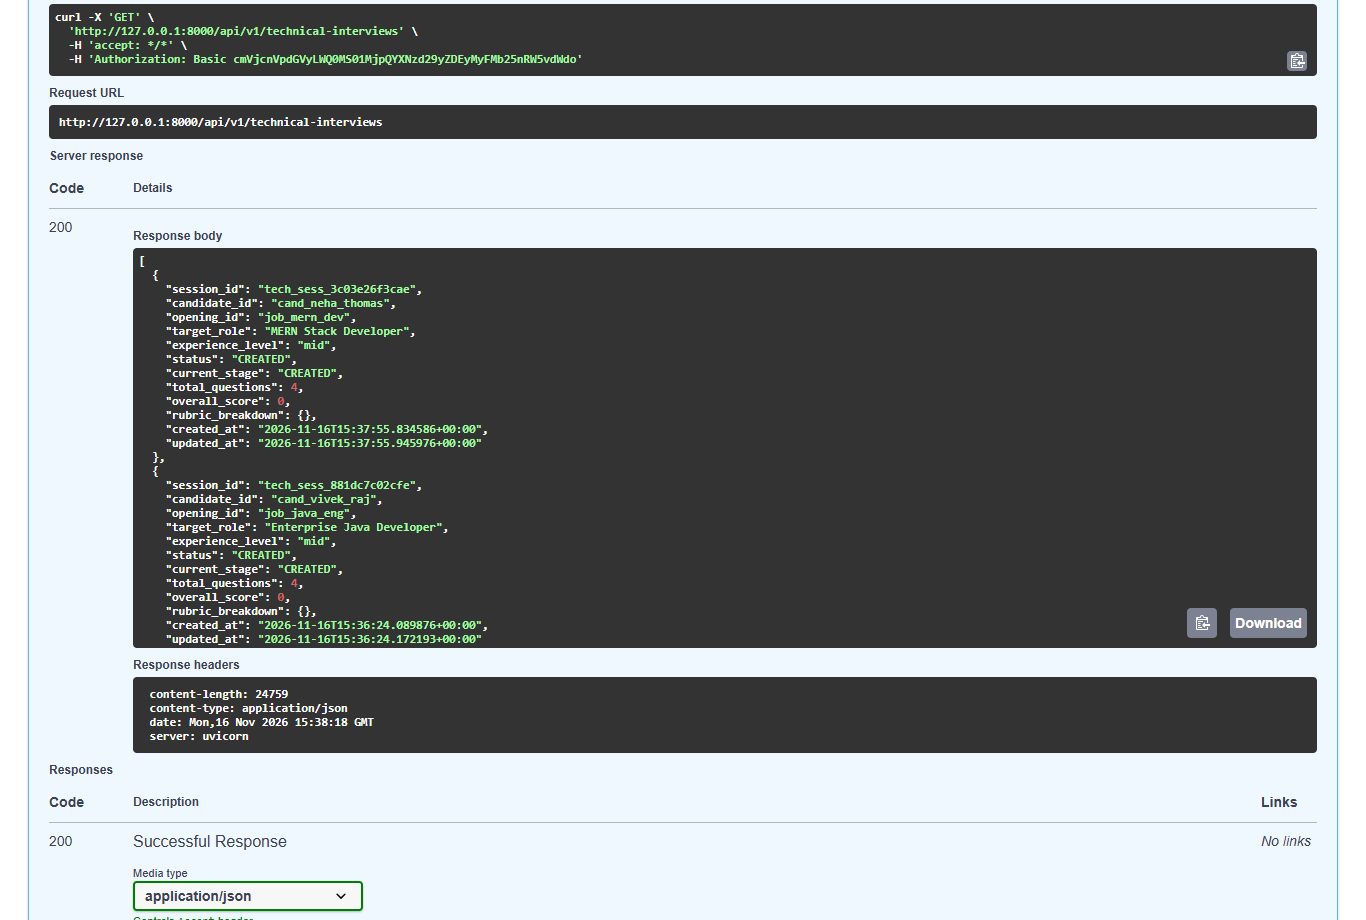 curl -X 'GET' \
'http://127.0.0.1:8000/api/v1/technical-interviews' \
-H 'accept: */*' \
-H 'Authorization: Basic cmVjcnVpdGVyLWQ0MS01MjpQYXNzd29yZDEyMyFMb25nRW5vdWdo'
Request URL
http://127.0.0.1:8000/api/v1/technical-interviews
Server response
Code Details
200
Response body
[
{
"session_id": "tech_sess_3c03e26f3cae",
"candidate_id": "cand_neha_thomas",
"opening_id": "job_mern_dev",
"target_role": "MERN Stack Developer",
"experience_level": "mid",
"status": "CREATED",
"current_stage": "CREATED",
"total_questions": 4,
"overall_score": 0,
"rubric_breakdown": {},
"created_at": "2026-11-16T15:37:55.834586+00:00",
"updated_at": "2026-11-16T15:37:55.945976+00:00"
},
{
"session_id": "tech_sess_881dc7c02cfe",
"candidate_id": "cand_vivek_raj",
"opening_id": "job_java_eng",
"target_role": "Enterprise Java Developer",
"experience_level": "mid",
"status": "CREATED",
"current_stage": "CREATED",
"total_questions": 4,
"overall_score": 0,
"rubric_breakdown": {},
"created_at": "2026-11-16T15:36:24.089876+00:00",
"updated_at": "2026-11-16T15:36:24.172193+00:00"
Download
Response headers
content-length: 24759
content-type: application/json
date: Mon,16 Nov 2026 15:38:18 GMT
server: uvicorn
Responses
Code Description Links
200 Successful Response No links
Media type
application/json